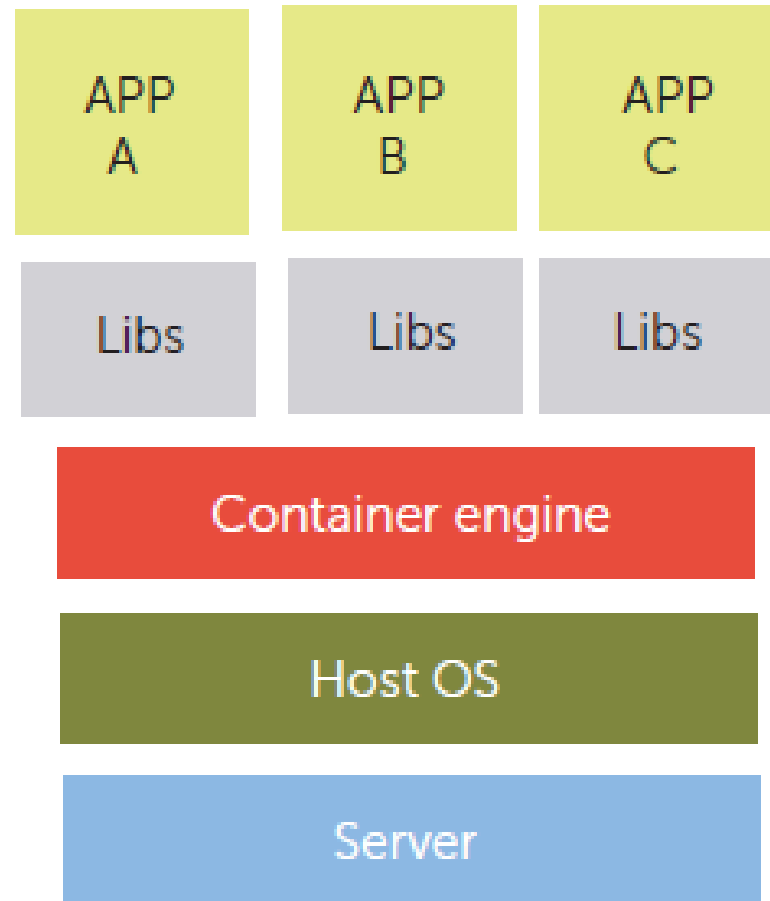 APP
A
APP
B
APP
C
Libs
Libs
Libs
Container engine
Host OS
Server